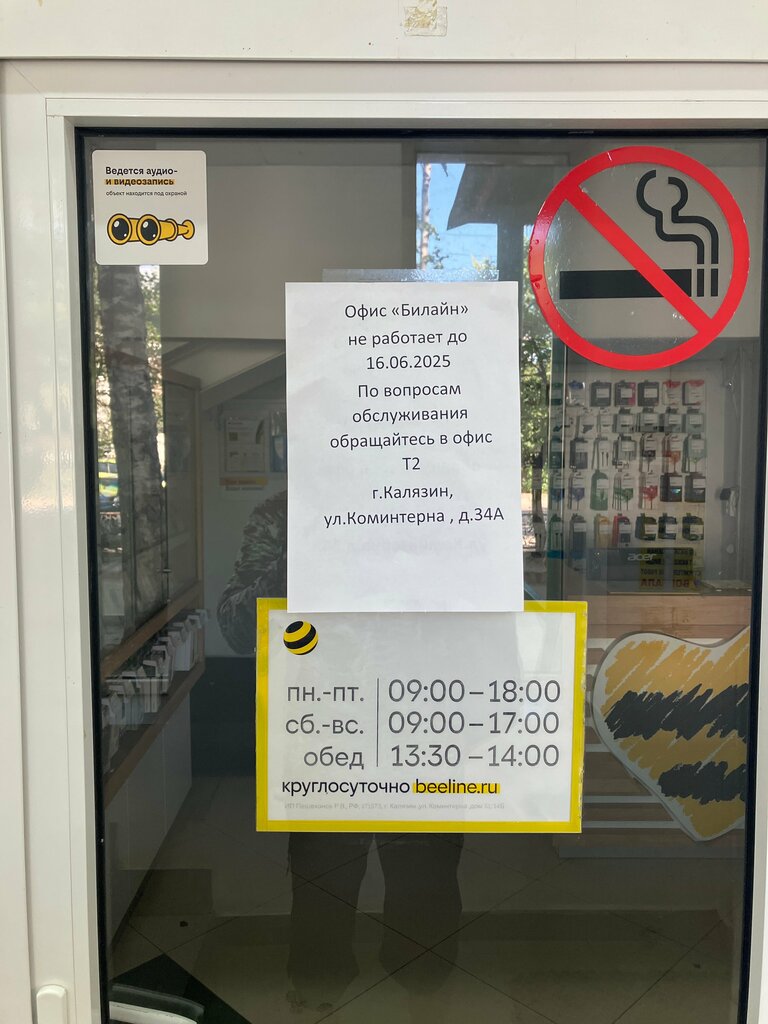 Ведется аудио-
и видеозапись
объект находится под охраной
Офис «Билайн»
не работает до
16.06.2025
По вопросам
обслуживания
обращайтесь в офис
Т2
г.Калязин,
ул.Коминтерна , д.34А
acer
пн.-пт. 09:00 – 18:00
сб.-вс. 09:00 – 17:00
обед 13:30 – 14:00
круглосуточно beeline.ru